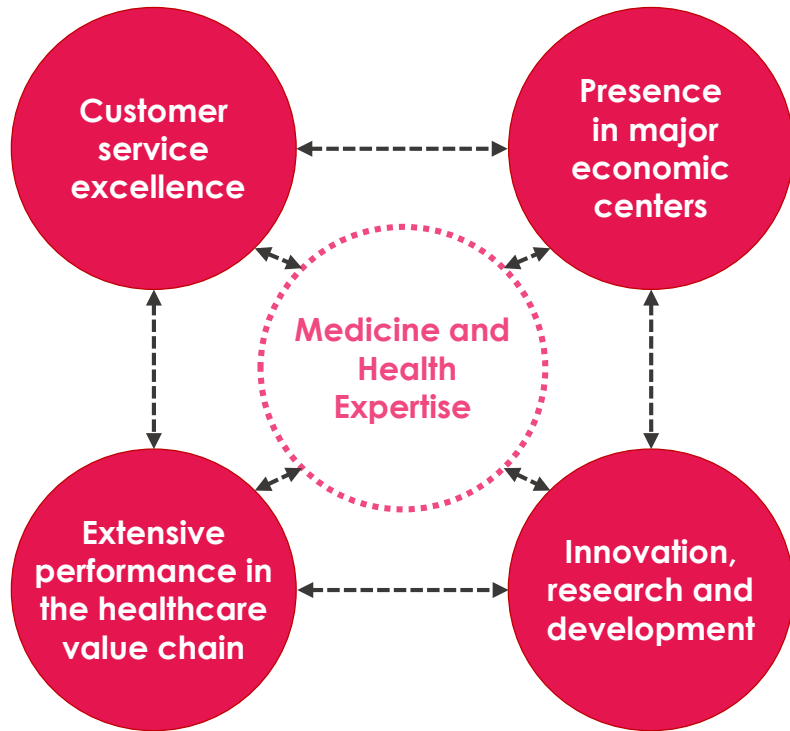 Customer
service
excellence
Presence
in major
economic
centers
Medicine and
Health
Expertise
Extensive
performance in
the healthcare
value chain
Innovation,
research and
development